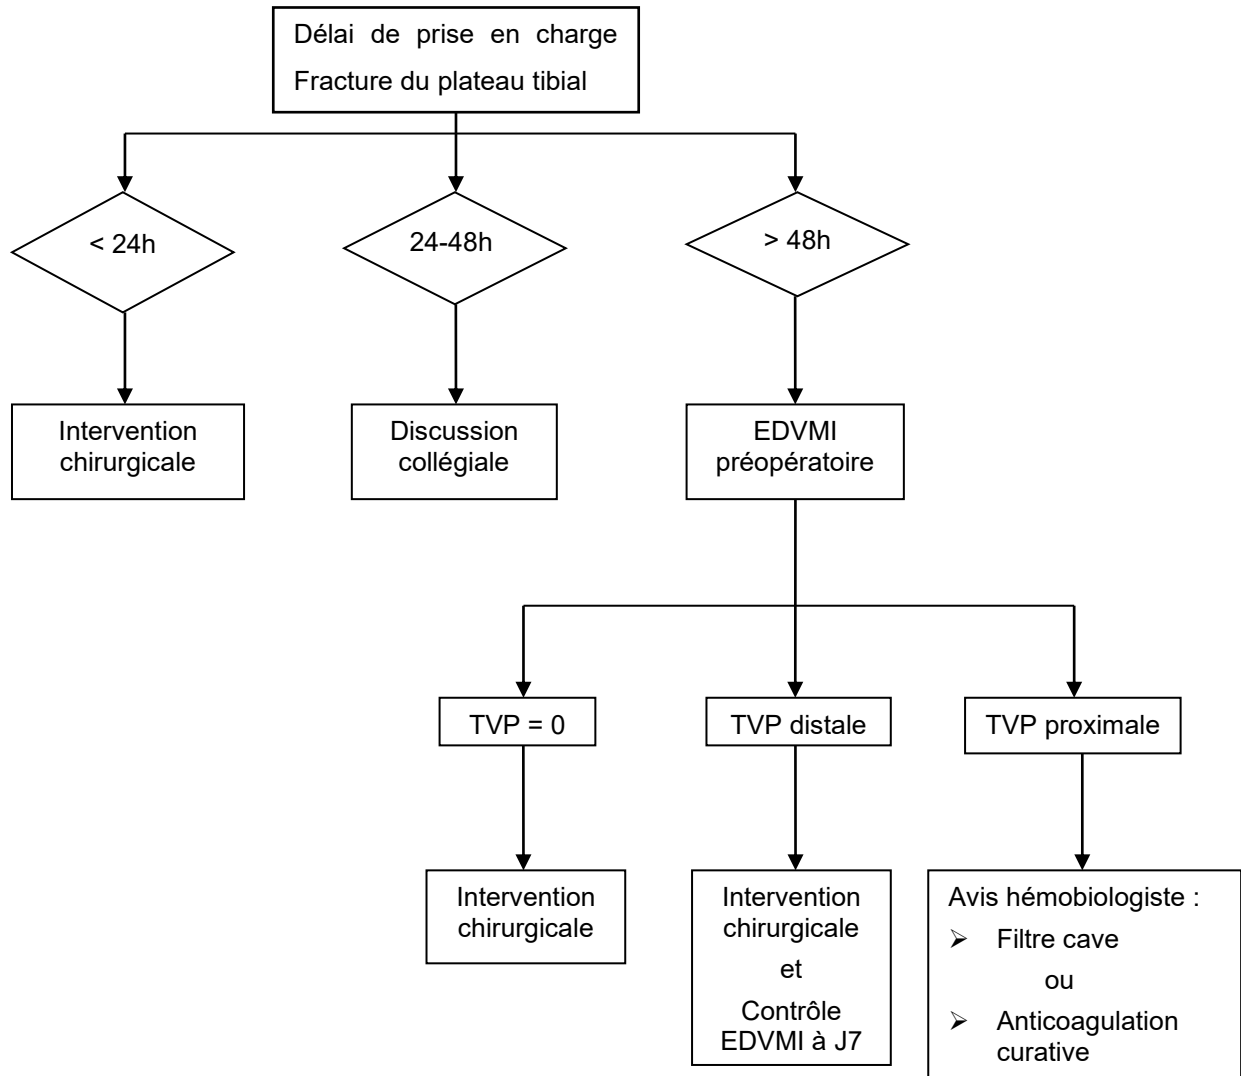 Délai de prise en charge
Fracture du plateau tibial
< 24h
24-48h
> 48h
Intervention
chirurgicale
Discussion
collégiale
EDVMI
préopératoire
TVP = 0
TVP distale
TVP proximale
Intervention
chirurgicale
Intervention
chirurgicale
et
Contrôle
EDVMI à J7
Avis hémobiologiste :
➢ Filtre cave
ou
➢ Anticoagulation
curative